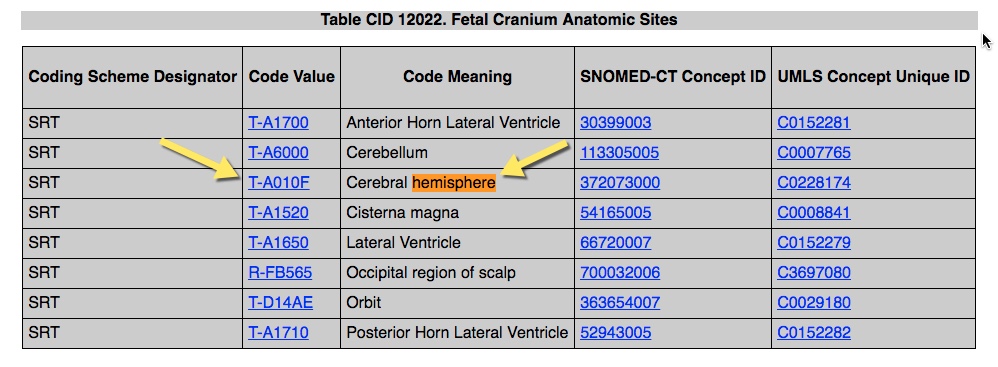 Table CID 12022. Fetal Cranium Anatomic Sites
Coding Scheme Designator Code Value Code Meaning SNOMED-CT Concept ID UMLS Concept Unique ID
SRT T-A1700 Anterior Horn Lateral Ventricle 30399003 C0152281
SRT T-A6000 Cerebellum 113305005 C0007765
SRT T-A010F Cerebral hemisphere 372073000 C0228174
SRT T-A1520 Cisterna magna 54165005 C0008841
SRT T-A1650 Lateral Ventricle 66720007 C0152279
SRT R-FB565 Occipital region of scalp 700032006 C3697080
SRT T-D14AE Orbit 363654007 C0029180
SRT T-A1710 Posterior Horn Lateral Ventricle 52943005 C0152282